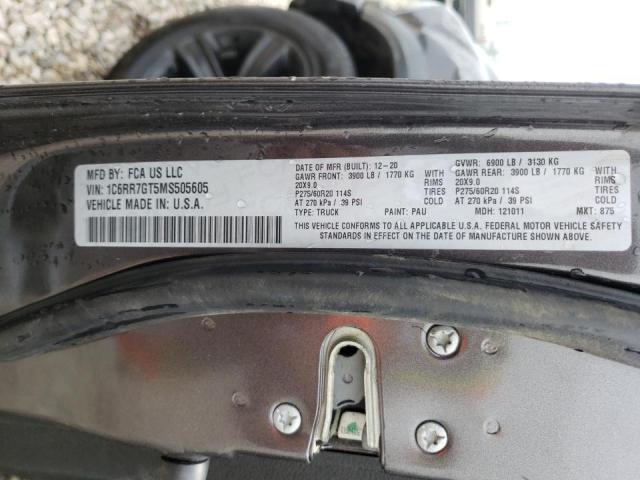 MFD BY: FCA US LLC
VIN: 1C6RR7GT5MS505605
VEHICLE MADE IN U.S.A.
DATE OF MFR (BUILT): 12-20
GVWR: 6900 LB / 3130 KG
GAWR FRONT: 3900 LB / 1770 KG WITH
GAWR REAR: 3900 LB / 1770 KG WITH
20X9.0 RIMS
20X9.0 RIMS
P275/60R20 114S TIRES
P275/60R20 114S TIRES
AT 270 kPa / 39 PSI COLD
AT 270 kPa / 39 PSI COLD
TYPE: TRUCK PAINT: PAU MDH: 121011 MKT: 875
THIS VEHICLE CONFORMS TO ALL APPLICABLE U.S.A. FEDERAL MOTOR VEHICLE SAFETY
STANDARDS IN EFFECT ON THE DATE OF MANUFACTURE SHOWN ABOVE.